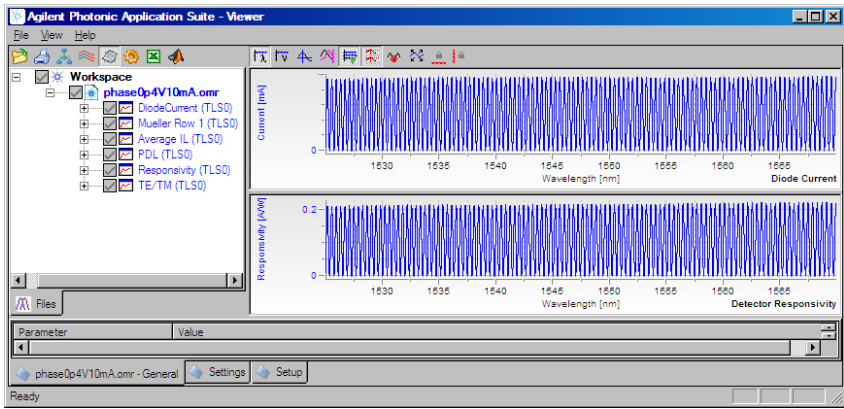 Agilent Photonic Application Suite - Viewer
File View Help
Workspace
phase0p4V10mA.omr
DiodeCurrent (TLS0)
Mueller Row 1 (TLS0)
Average IL (TLS0)
PDL (TLS0)
Responsivity (TLS0)
TE/TM (TLS0)
Files
Current [mA]
0
1530 1535 1540 1545 1550 1555 1560 1565
Wavelength [nm]
Diode Current
Responsivity [A/W]
0.2
0
1530 1535 1540 1545 1550 1555 1560 1565
Wavelength [nm]
Detector Responsivity
Parameter Value
phase0p4V10mA.omr - General Settings Setup
Ready